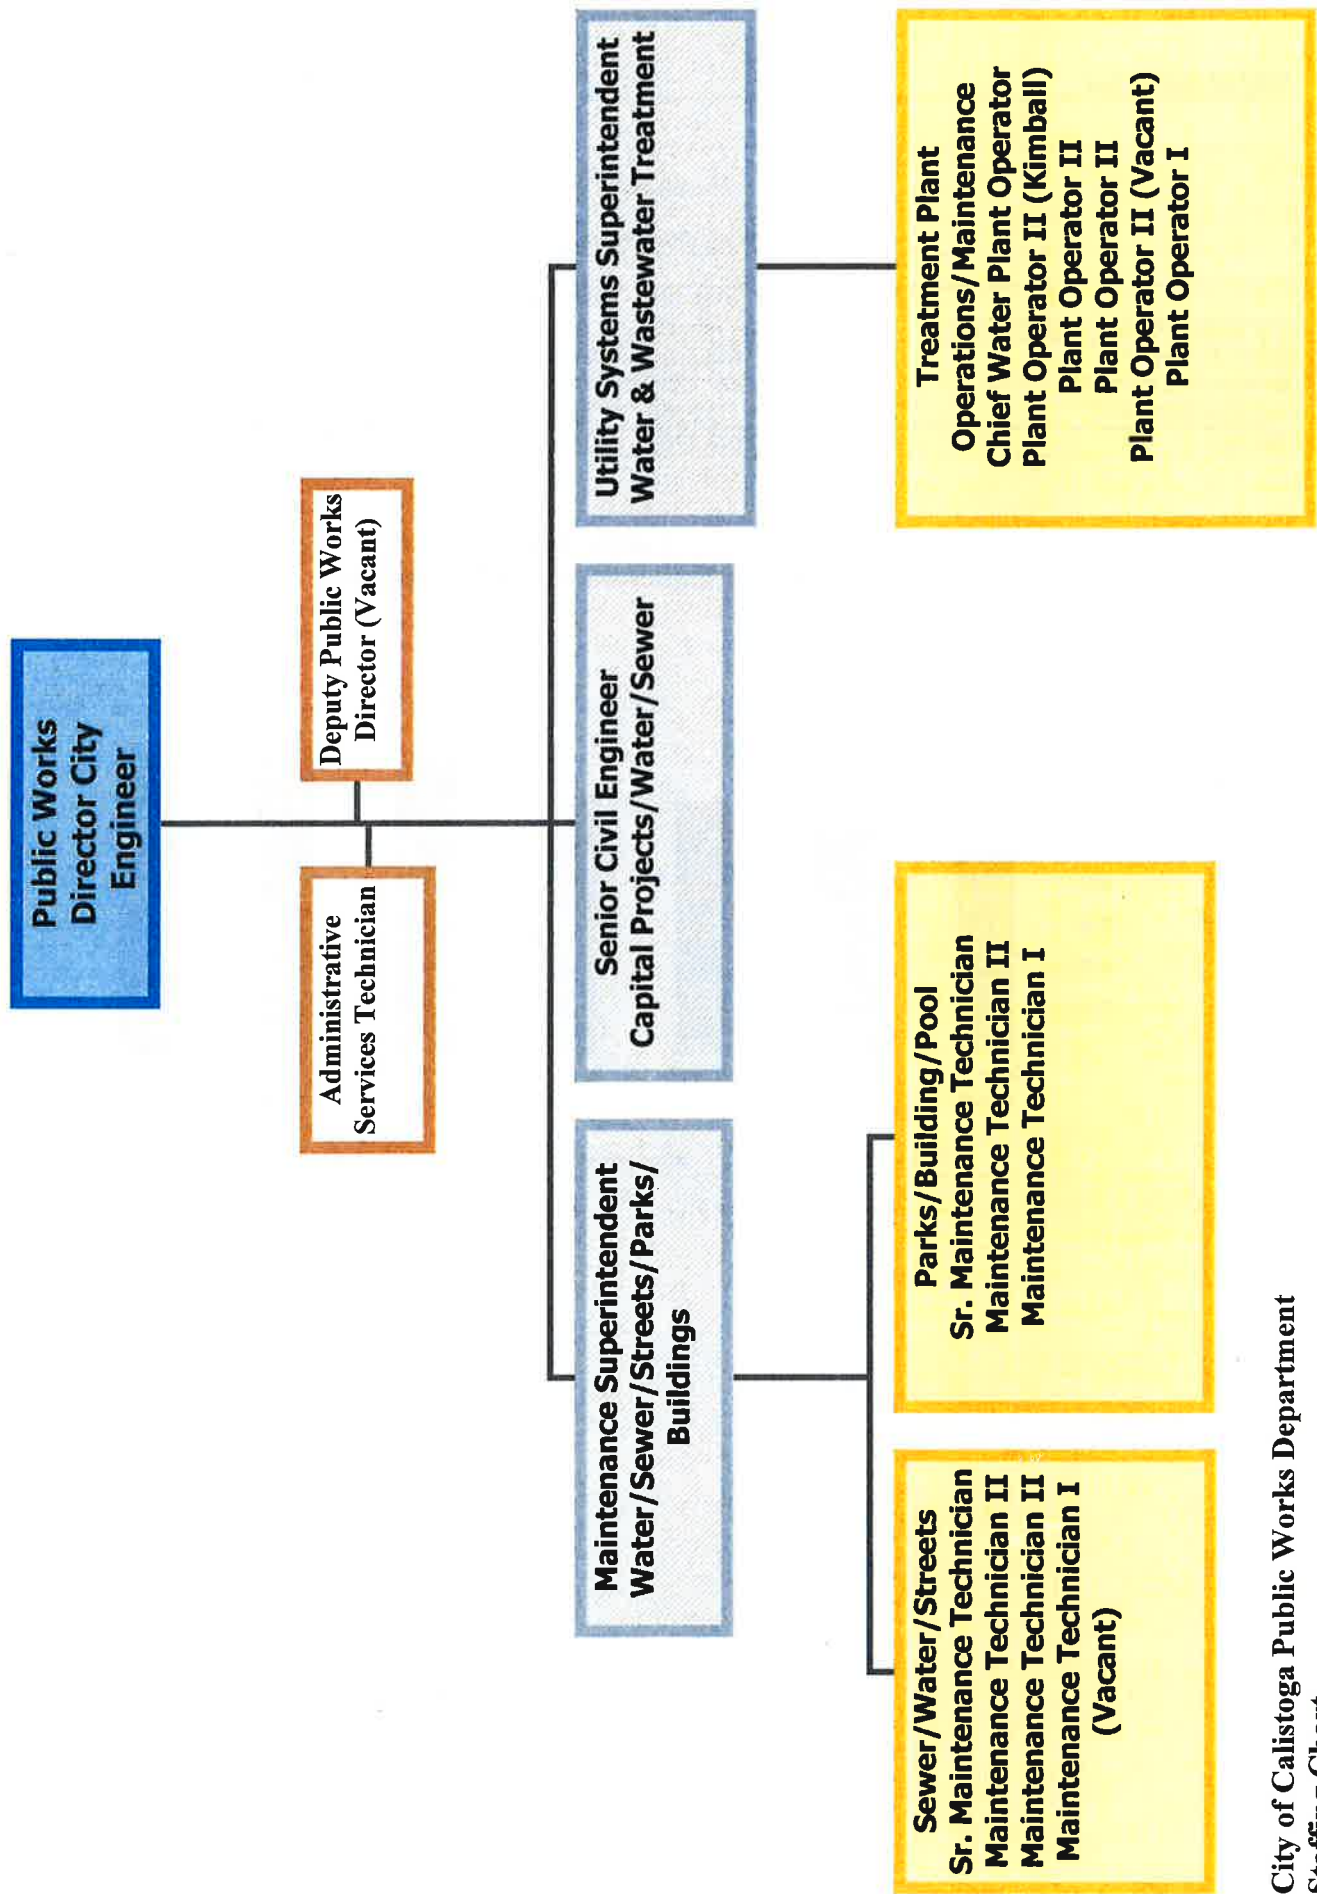 Public Works
Director City
Engineer
Administrative
Services Technician
Deputy Public Works
Director (Vacant)
Maintenance Superintendent
Water/Sewer/Streets/Parks/
Buildings
Senior Civil Engineer
Capital Projects/Water/Sewer
Utility Systems Superintendent
Water & Wastewater Treatment
Sewer/Water/Streets
Sr. Maintenance Technician
Maintenance Technician II
Maintenance Technician II
Maintenance Technician I
(Vacant)
Parks/Building/Pool
Sr. Maintenance Technician
Maintenance Technician II
Maintenance Technician I
Treatment Plant
Operations/Maintenance
Chief Water Plant Operator
Plant Operator II (Kimball)
Plant Operator II
Plant Operator II
Plant Operator II (Vacant)
Plant Operator I
City of Calistoga Public Works Department
Staffing Chart